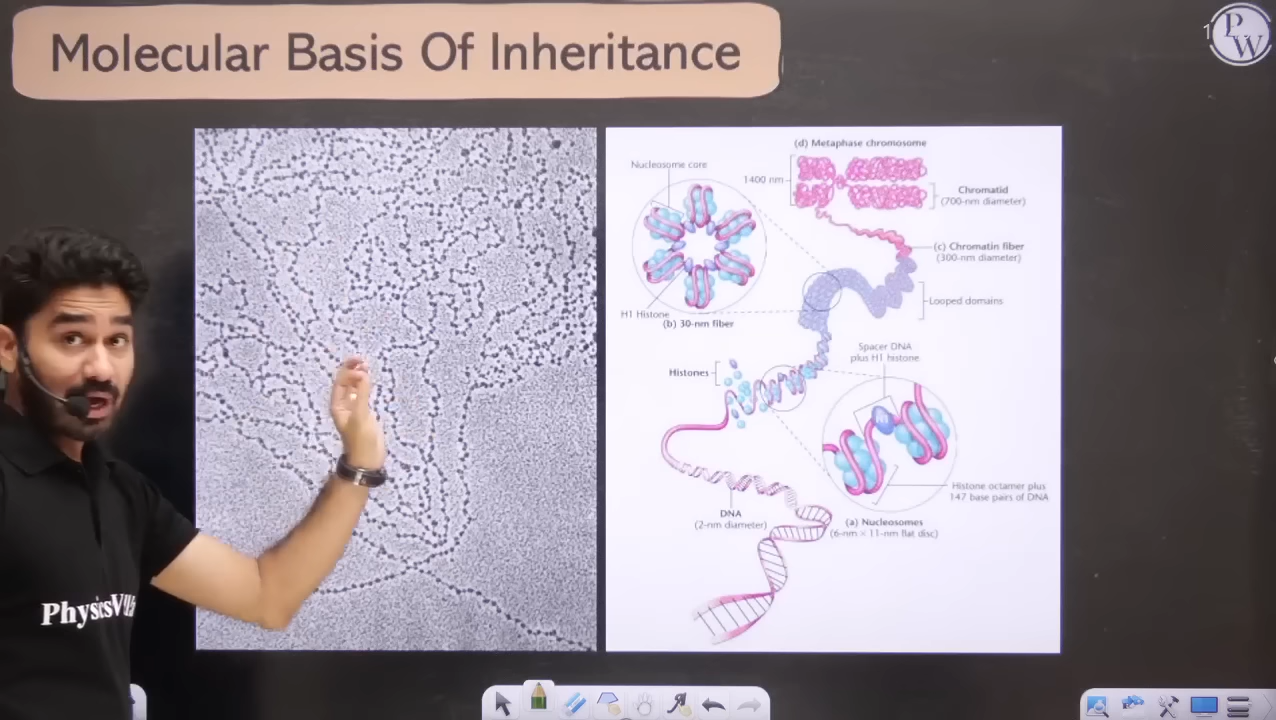 Molecular Basis Of Inheritance
PW
(d) Metaphase chromosome
Nucleosome core
1400 nm
Chromatid
(700-nm diameter)
(c) Chromatin fiber
(300-nm diameter)
Looped domains
H1 Histone
(b) 30-nm fiber
Spacer DNA
plus H1 histone
Histones
Histone octamer plus
147 base pairs of DNA
DNA
(2-nm diameter)
(a) Nucleosomes
(6-nm × 11-nm flat disc)